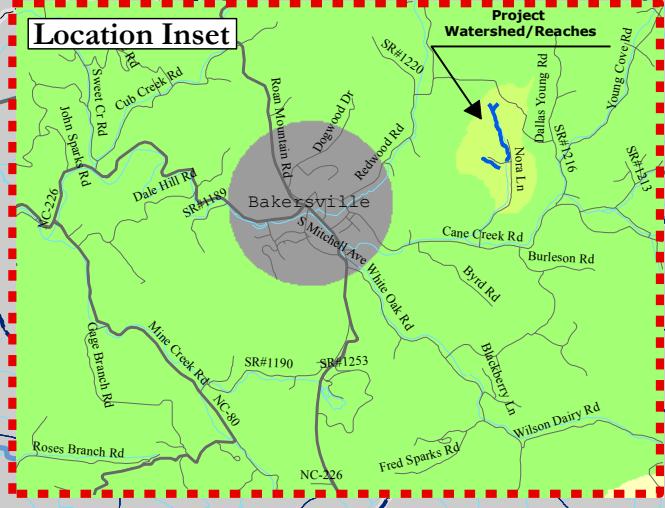 Location Inset
Project
Watershed/Reaches
Rd
Sweet Cr Rd
Cub Creek Rd
John Sparks Rd
SR#1220
Roan Mountain Rd
Dogwood Dr
Redwood Rd
Dallas Young Rd
Young Cove Rd
SR#1216
SR#1213
Nora Ln
NC-226
Dale Hill Rd
SR#1189
Bakersville
S Mitchell Ave
Cane Creek Rd
Burleson Rd
Byrd Rd
White Oak Rd
Gage Branch Rd
Mine Creek Rd
SR#1190
SR#1253
Blackberry Ln
NC-80
Wilson Dairy Rd
Roses Branch Rd
Fred Sparks Rd
NC-226